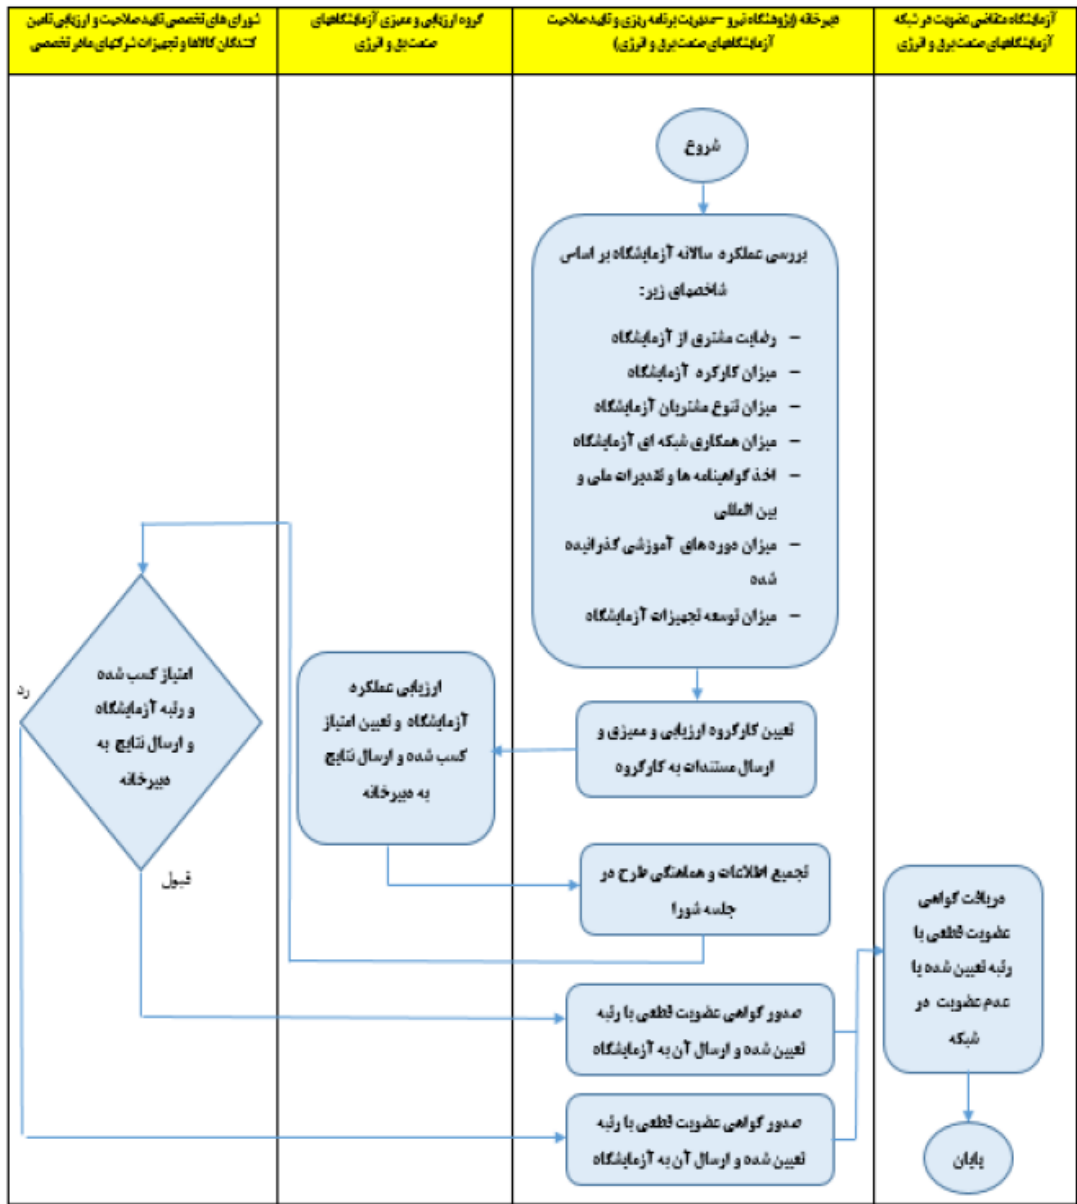 آزمایشگاه متقاضی عضویت در شبکه
آزمایشگاههای صنعت برق و انرژی
دبیرخانه (پژوهشگاه نیرو –مدیریت برنامه ریزی و تایید صلاحیت
آزمایشگاههای صنعت برق و انرژی)
گروه ارزیابی و ممیزی آزمایشگاههای
صنعت برق و انرژی
شورای های تخصصی تایید صلاحیت و ارزیابی تامین
کنندگان کالاها و تجهیزات شرکتهای مادر تخصصی
شروع
بررسی عملکرد سالانه آزمایشگاه بر اساس
شاخصهای زیر:
– رضایت مشتری از آزمایشگاه
– میزان کارکرد آزمایشگاه
– میزان تنوع مشتریان آزمایشگاه
– میزان همکاری شبکه ای آزمایشگاه
– اخذ گواهینامه ها و تقدیرات ملی و
بین المللی
– میزان دوره های آموزشی گذرانیده
شده
– میزان توسعه تجهیزات آزمایشگاه
تعیین کارگروه ارزیابی و ممیزی و
ارسال مستندات به کارگروه
ارزیابی عملکرد
آزمایشگاه و تعیین امتیاز
کسب شده و ارسال نتایج
به دبیرخانه
تجمیع اطلاعات و هماهنگی طرح در
جلسه شورا
امتیاز کسب شده
و رتبه آزمایشگاه
و ارسال نتایج به
دبیرخانه
رد
قبول
صدور گواهی عضویت قطعی با رتبه
تعیین شده و ارسال آن به آزمایشگاه
صدور گواهی عضویت قطعی با رتبه
تعیین شده و ارسال آن به آزمایشگاه
دریافت گواهی
عضویت قطعی با
رتبه تعیین شده یا
عدم عضویت در
شبکه
پایان